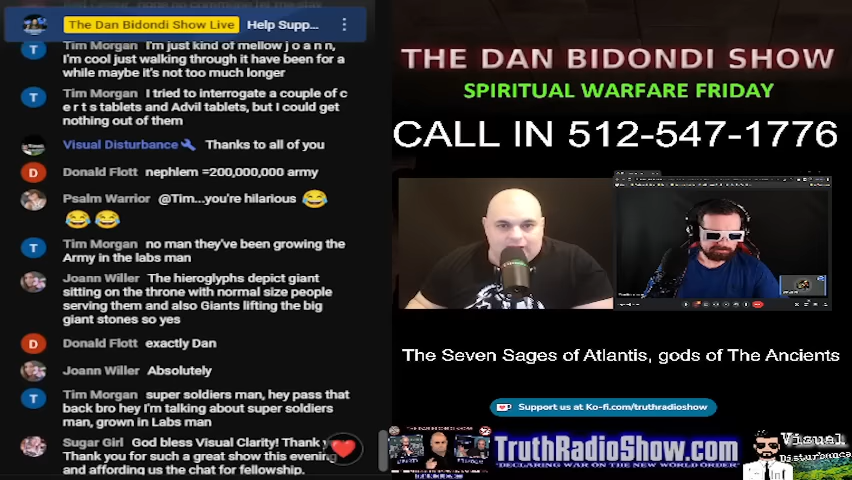 The Dan Bidondi Show Live Help Supp...
Tim Morgan I'm just kind of mellow j o a n n,
I'm cool just walking through it have been for a
while maybe it's not too much longer
Tim Morgan I tried to interrogate a couple of c
e r t s tablets and Advil tablets, but I could get
nothing out of them
Visual Disturbance Thanks to all of you
Donald Flott nephlem =200,000,000 army
Psalm Warrior @Tim...you're hilarious 😂
😂😂
Tim Morgan no man they've been growing the
Army in the labs man
Joann Willer The hieroglyphs depict giant
sitting on the throne with normal size people
serving them and also Giants lifting the big
giant stones so yes
Donald Flott exactly Dan
Joann Willer Absolutely
Tim Morgan super soldiers man, hey pass that
back bro hey I'm talking about super soldiers
man, grown in Labs man
Sugar Girl God bless Visual Clarity! Thank
Thank you for such a great show this evening
and affording us the chat for fellowship.
THE DAN BIDONDI SHOW
SPIRITUAL WARFARE FRIDAY
CALL IN 512-547-1776
The Seven Sages of Atlantis, gods of The Ancients
Support us at Ko-fi.com/truthradioshow
TruthRadioShow.com
"DECLARING WAR ON THE NEW WORLD ORDER"
Visual
Disturbance